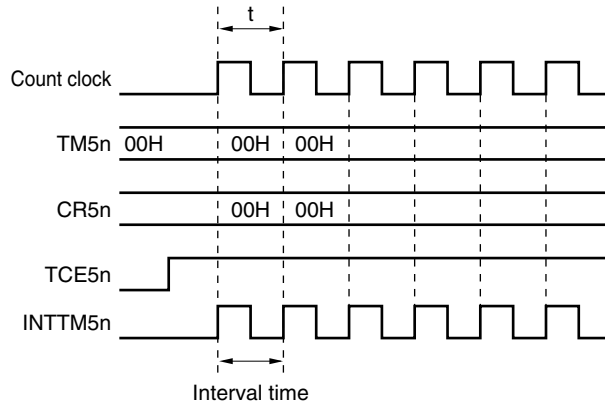 t
Count clock
TM5n 00H 00H 00H
CR5n 00H 00H
TCE5n
INTTM5n
Interval time